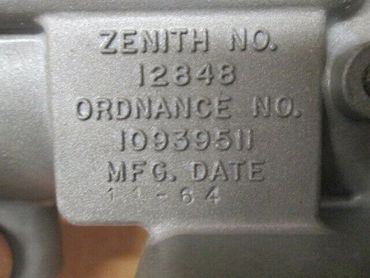 ZENITH NO.
12848
ORDNANCE NO.
10939511
MFG. DATE
11-64